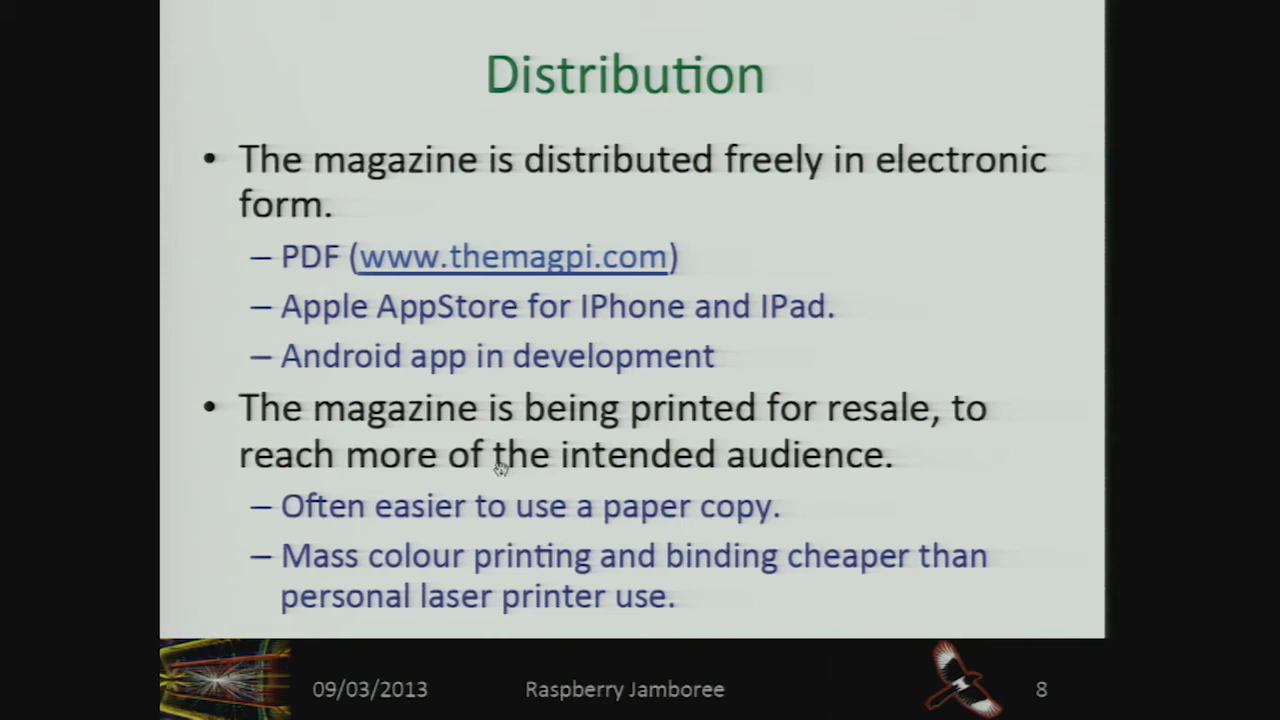 Distribution
• The magazine is distributed freely in electronic
form.
– PDF (www.themagpi.com)
– Apple AppStore for IPhone and IPad.
– Android app in development
• The magazine is being printed for resale, to
reach more of the intended audience.
– Often easier to use a paper copy.
– Mass colour printing and binding cheaper than
personal laser printer use.
09/03/2013 Raspberry Jamboree 8